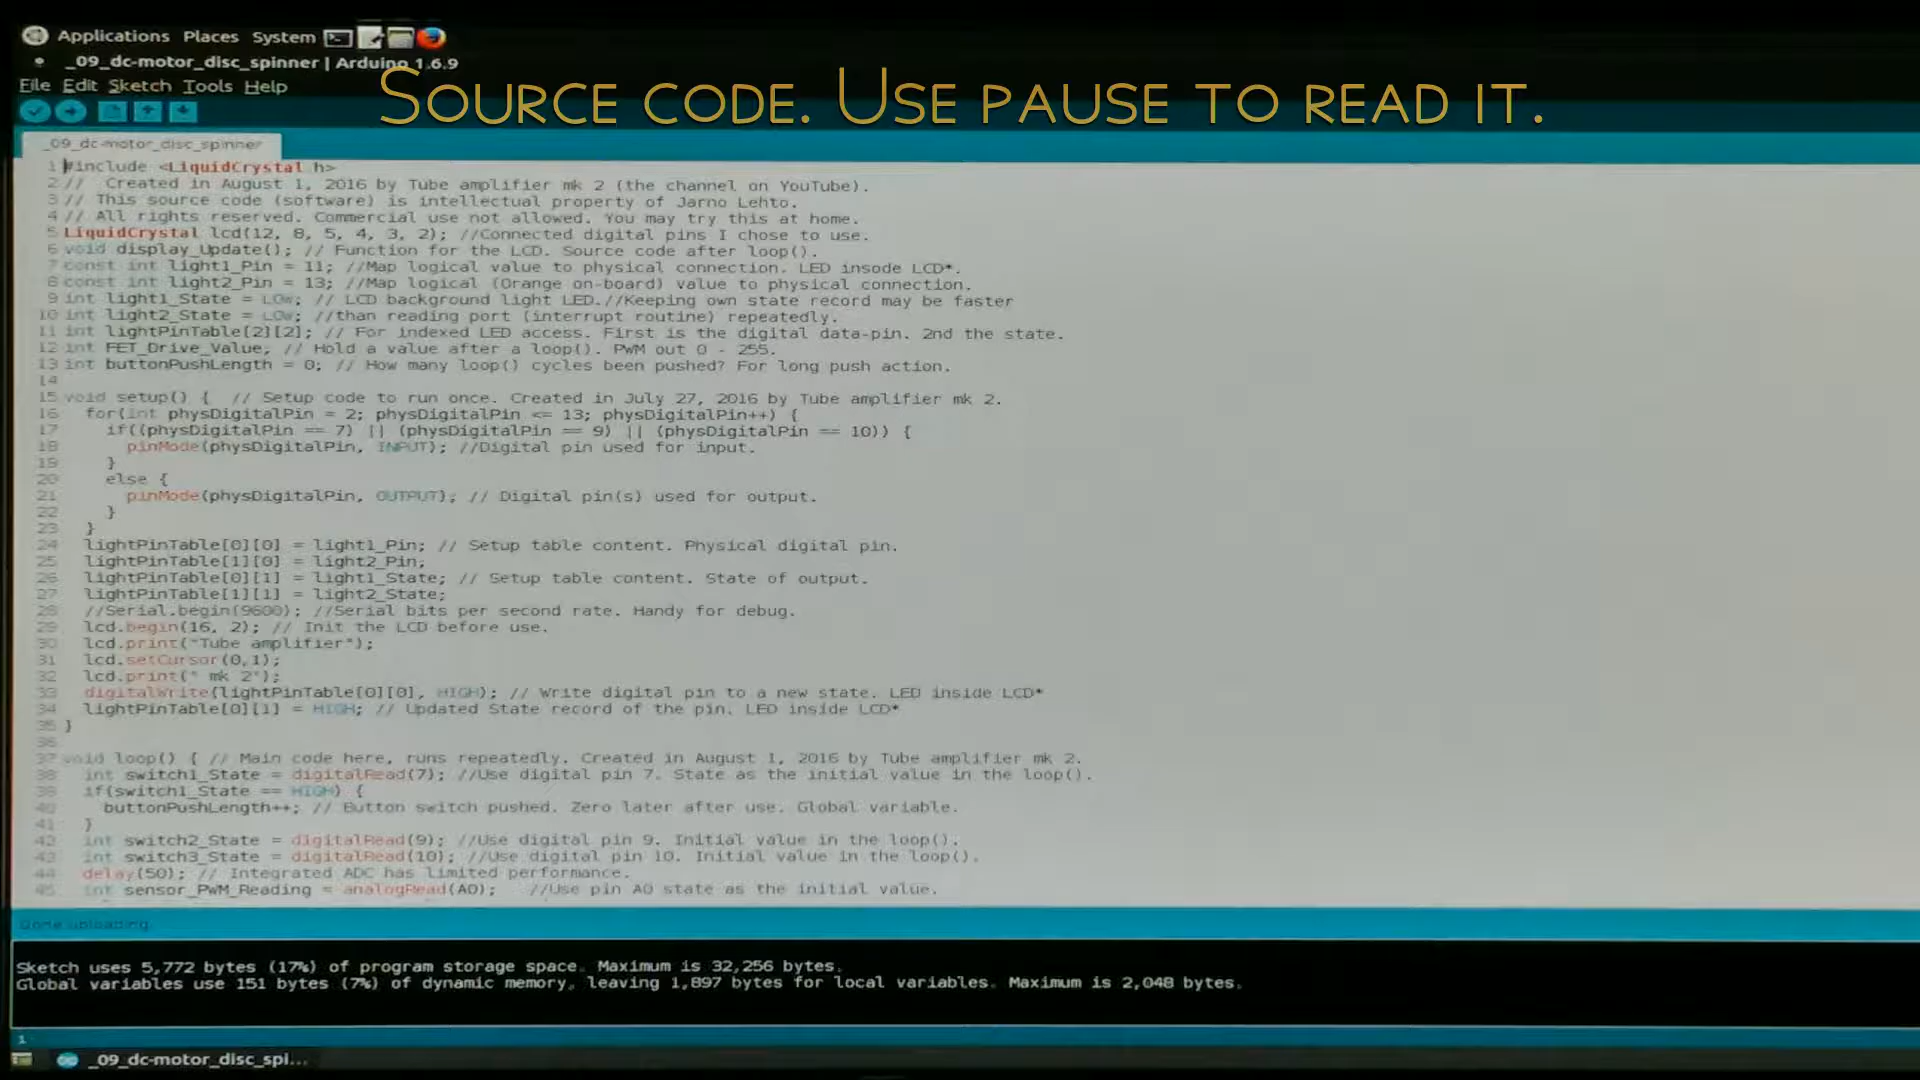 Applications Places System
_09_dc-motor_disc_spinner | Arduino 1.6.9
File Edit Sketch Tools Help
SOURCE CODE. USE PAUSE TO READ IT.
_09_dc-motor_disc_spinner
1 #include <LiquidCrystal.h>
2 //  Created in August 1, 2016 by Tube amplifier mk 2 (the channel on YouTube).
3 // This source code (software) is intellectual property of Jarno Lehto.
4 // All rights reserved. Commercial use not allowed. You may try this at home.
5 LiquidCrystal lcd(12, 8, 5, 4, 3, 2); //Connected digital pins I chose to use.
6 void display_Update(); // Function for the LCD. Source code after loop().
7 const int light1_Pin = 11; //Map logical value to physical connection. LED insode LCD*.
8 const int light2_Pin = 13; //Map logical (Orange on-board) value to physical connection.
9 int light1_State = LOW; // LCD background light LED.//Keeping own state record may be faster
10 int light2_State = LOW; //than reading port (interrupt routine) repeatedly.
11 int lightPinTable[2][2]; // For indexed LED access. First is the digital data-pin. 2nd the state.
12 int FET_Drive_Value; // Hold a value after a loop(). PWM out 0 - 255.
13 int buttonPushLength = 0; // How many loop() cycles been pushed? For long push action.
14
15 void setup() {  // Setup code to run once. Created in July 27, 2016 by Tube amplifier mk 2.
16   for(int physDigitalPin = 2; physDigitalPin <= 13; physDigitalPin++) {
17     if((physDigitalPin == 7) || (physDigitalPin == 9) || (physDigitalPin == 10)) {
18       pinMode(physDigitalPin, INPUT); //Digital pin used for input.
19     }
20     else {
21       pinMode(physDigitalPin, OUTPUT); // Digital pin(s) used for output.
22     }
23   }
24   lightPinTable[0][0] = light1_Pin; // Setup table content. Physical digital pin.
25   lightPinTable[1][0] = light2_Pin;
26   lightPinTable[0][1] = light1_State; // Setup table content. State of output.
27   lightPinTable[1][1] = light2_State;
28   //Serial.begin(9600); //Serial bits per second rate. Handy for debug.
29   lcd.begin(16, 2); // Init the LCD before use.
30   lcd.print("Tube amplifier");
31   lcd.setCursor(0,1);
32   lcd.print(" mk 2");
33   digitalWrite(lightPinTable[0][0], HIGH); // Write digital pin to a new state. LED inside LCD*
34   lightPinTable[0][1] = HIGH; // Updated State record of the pin. LED inside LCD*
35 }
36
37 void loop() { // Main code here, runs repeatedly. Created in August 1, 2016 by Tube amplifier mk 2.
38   int switch1_State = digitalRead(7); //Use digital pin 7. State as the initial value in the loop().
39   if(switch1_State == HIGH) {
40     buttonPushLength++; // Button switch pushed. Zero later after use. Global variable.
41   }
42   int switch2_State = digitalRead(9); //Use digital pin 9. Initial value in the loop().
43   int switch3_State = digitalRead(10); //Use digital pin 10. Initial value in the loop().
44   delay(50); // Integrated ADC has limited performance.
45   int sensor_PWM_Reading = analogRead(A0);   //Use pin A0 state as the initial value.
Done uploading.
Sketch uses 5,772 bytes (17%) of program storage space. Maximum is 32,256 bytes.
Global variables use 151 bytes (7%) of dynamic memory, leaving 1,897 bytes for local variables. Maximum is 2,048 bytes.
1
_09_dc-motor_disc_spi...